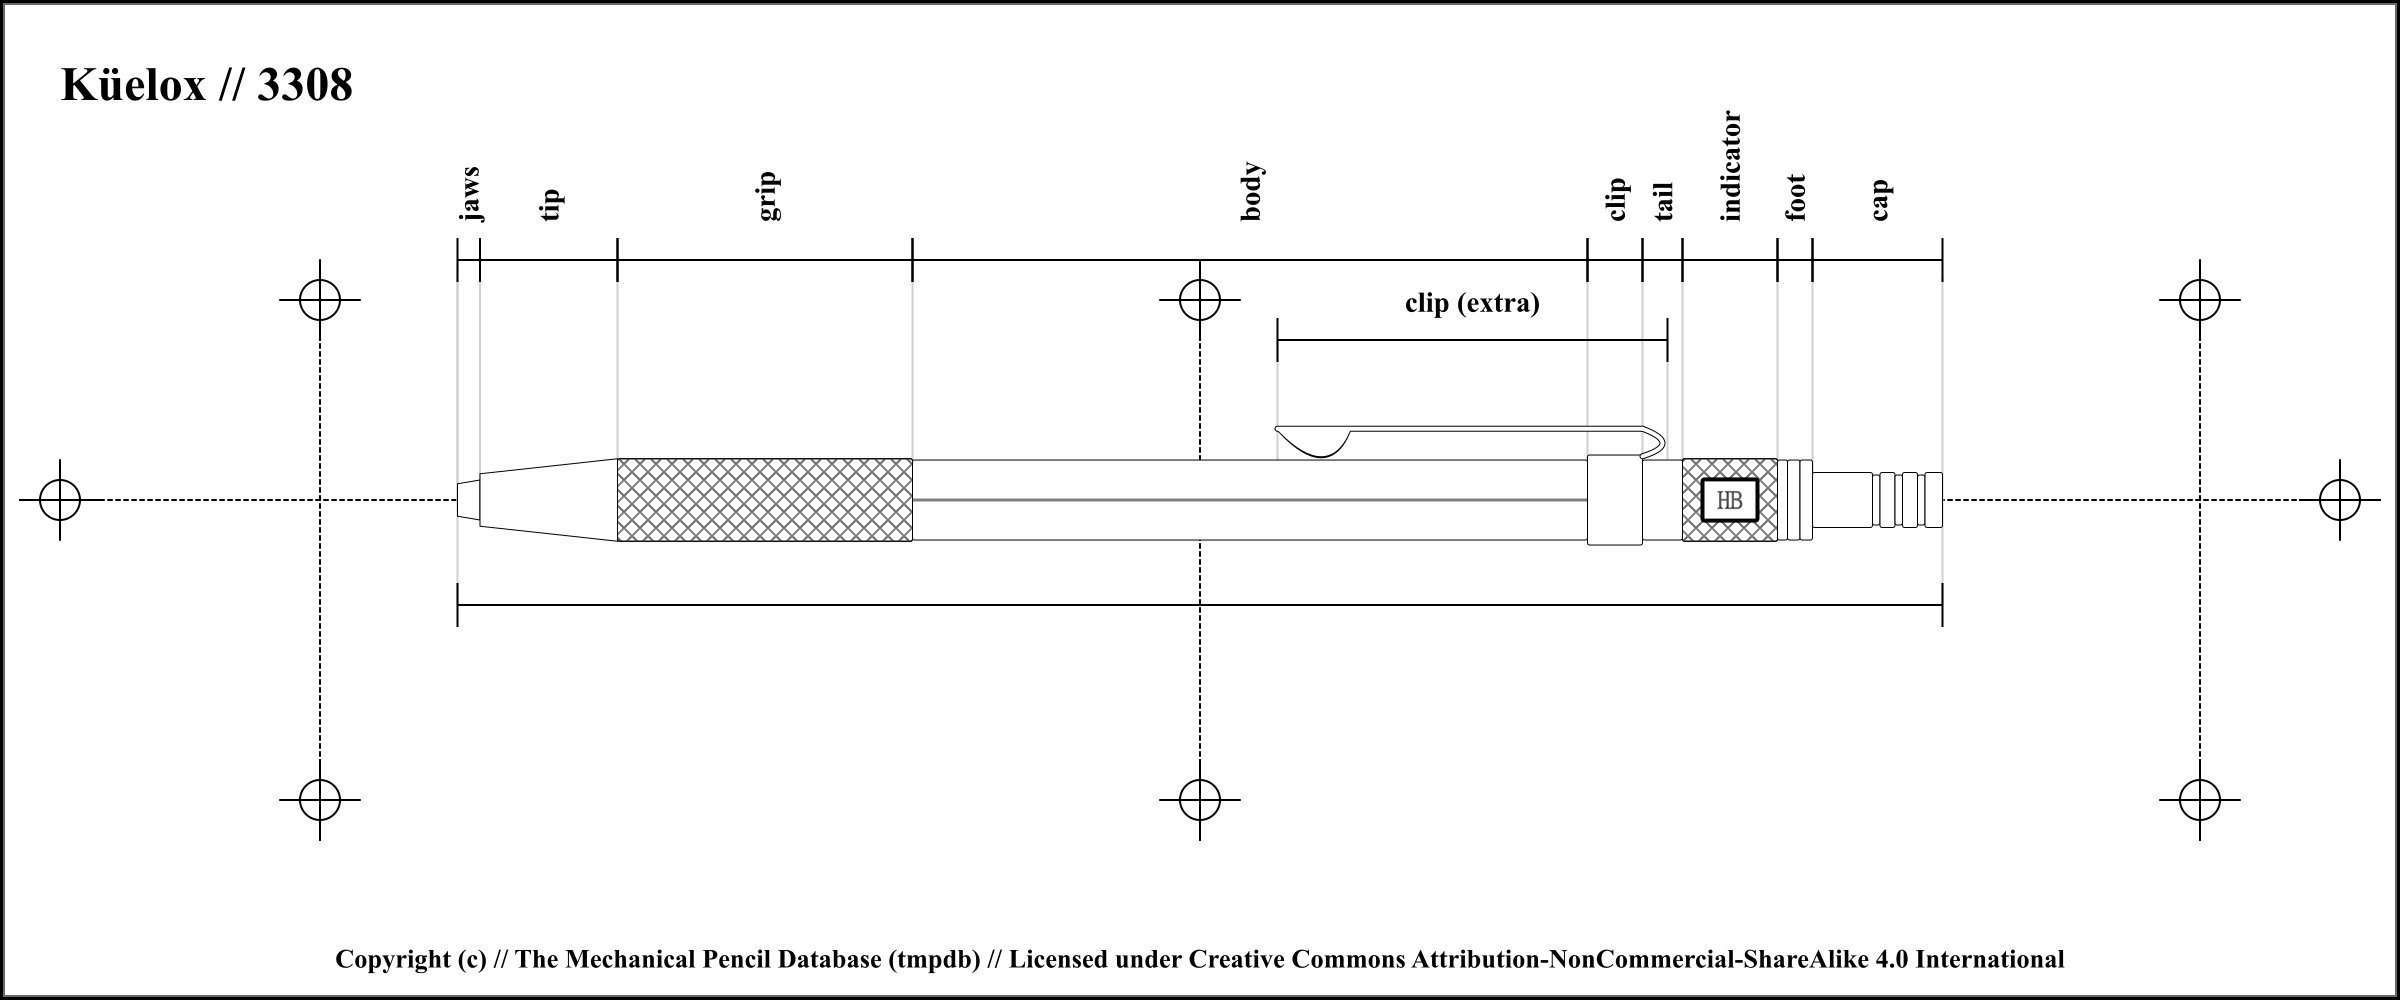 Küelox // 3308
jaws
tip
grip
body
clip
tail
indicator
foot
cap
clip (extra)
HB
Copyright (c) // The Mechanical Pencil Database (tmpdb) // Licensed under Creative Commons Attribution-NonCommercial-ShareAlike 4.0 International